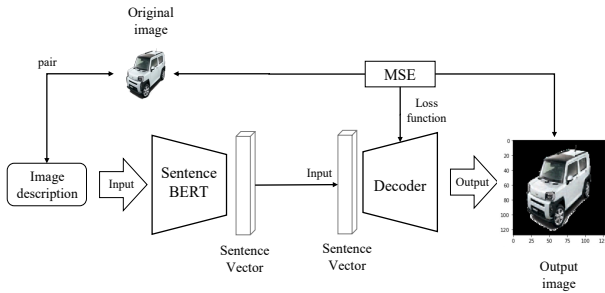 Original
image
pair
MSE
Loss
function
Image
description
Input
Sentence
BERT
Sentence
Vector
Input
Sentence
Vector
Decoder
Output
0
20
40
60
80
100
120
0
25
50
75
100
Output
image